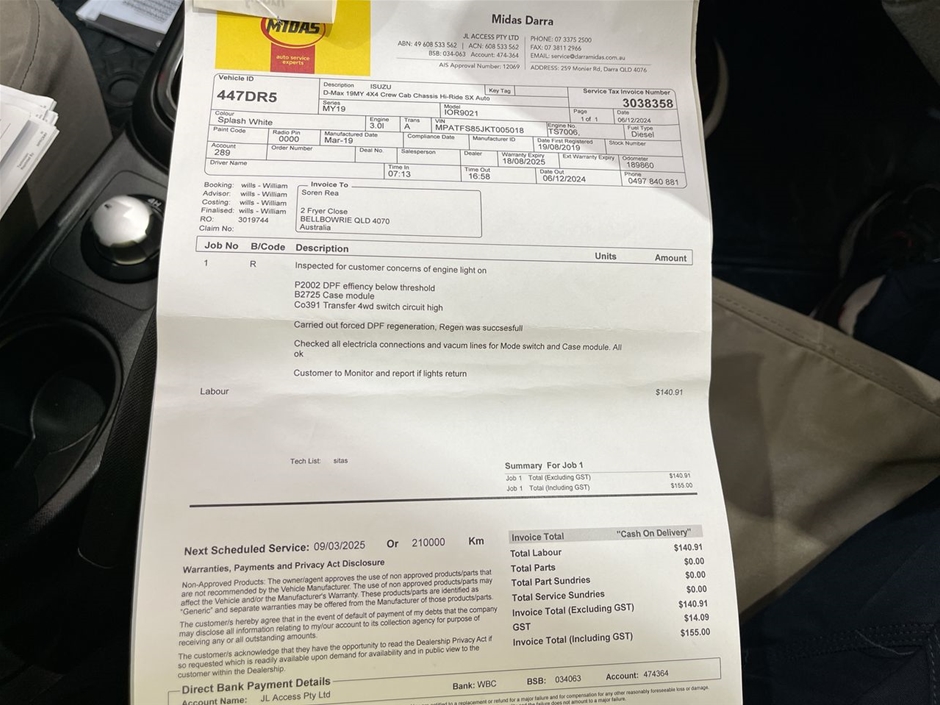 MIDAS
auto service
experts
Midas Darra
JL ACCESS PTY LTD
ABN: 49 608 533 562 | ACN: 608 533 562
BSB: 034-063 Account: 474-364
AIS Approval Number: 12069
PHONE: 07 3375 2500
FAX: 07 3811 2966
EMAIL: service@darramidas.com.au
ADDRESS: 259 Monier Rd, Darra QLD 4076
Vehicle ID
447DR5
Description ISUZU
D-Max 19MY 4X4 Crew Cab Chassis Hi-Ride SX Auto
Key Tag
Service Tax Invoice Number
3038358
Series
MY19
Model
IOR9021
Page
1 of 1
Date
06/12/2024
Colour
Splash White
Engine
3.0l
Trans
A
VIN
MPATFS85JKT005018
Engine No.
TS7006,
Fuel Type
Diesel
Paint Code
Radio Pin
0000
Manufactured Date
Mar-19
Compliance Date
Manufacturer ID
Date First Registered
19/08/2019
Stock Number
Account
289
Order Number
Deal No.
Salesperson
Dealer
Warranty Expiry
18/08/2025
Ext Warranty Expiry
Odometer
189860
Driver Name
Time In
07:13
Time Out
16:58
Date Out
06/12/2024
Phone
0497 840 881
Booking: wills - William
Advisor: wills - William
Costing: wills - William
Finalised: wills - William
RO: 3019744
Claim No:
Invoice To
Soren Rea
2 Fryer Close
BELLBOWRIE QLD 4070
Australia
Job No B/Code Description Units Amount
1 R Inspected for customer concerns of engine light on
P2002 DPF effiency below threshold
B2725 Case module
Co391 Transfer 4wd switch circuit high
Carried out forced DPF regeneration, Regen was succsesfull
Checked all electricla connections and vacum lines for Mode switch and Case module. All
ok
Customer to Monitor and report if lights return
Labour $140.91
Tech List: sitas
Summary For Job 1
Job 1 Total (Excluding GST) $140.91
Job 1 Total (Including GST) $155.00
Next Scheduled Service: 09/03/2025 Or 210000 Km
Warranties, Payments and Privacy Act Disclosure
Non-Approved Products: The owner/agent approves the use of non approved products/parts that
are not recommended by the Vehicle Manufacturer. The use of non approved products/parts may
affect the Vehicle and/or the Manufacturer's Warranty. These products/parts are identified as
"Generic" and separate warranties may be offered from the Manufacturer of those products/parts.
The customer/s hereby agree that in the event of default of payment of my debts that the company
may disclose all information relating to my/our account to its collection agency for purpose of
receiving any or all outstanding amounts.
The customer/s acknowledge that they have the opportunity to read the Dealership Privacy Act if
so requested which is readily available upon demand for availability and in public view to the
customer within the Dealership.
Invoice Total "Cash On Delivery"
Total Labour $140.91
Total Parts $0.00
Total Part Sundries $0.00
Total Service Sundries $0.00
Invoice Total (Excluding GST) $140.91
GST $14.09
Invoice Total (Including GST) $155.00
Direct Bank Payment Details
Account Name: JL Access Pty Ltd
Bank: WBC BSB: 034063 Account: 474364
4H